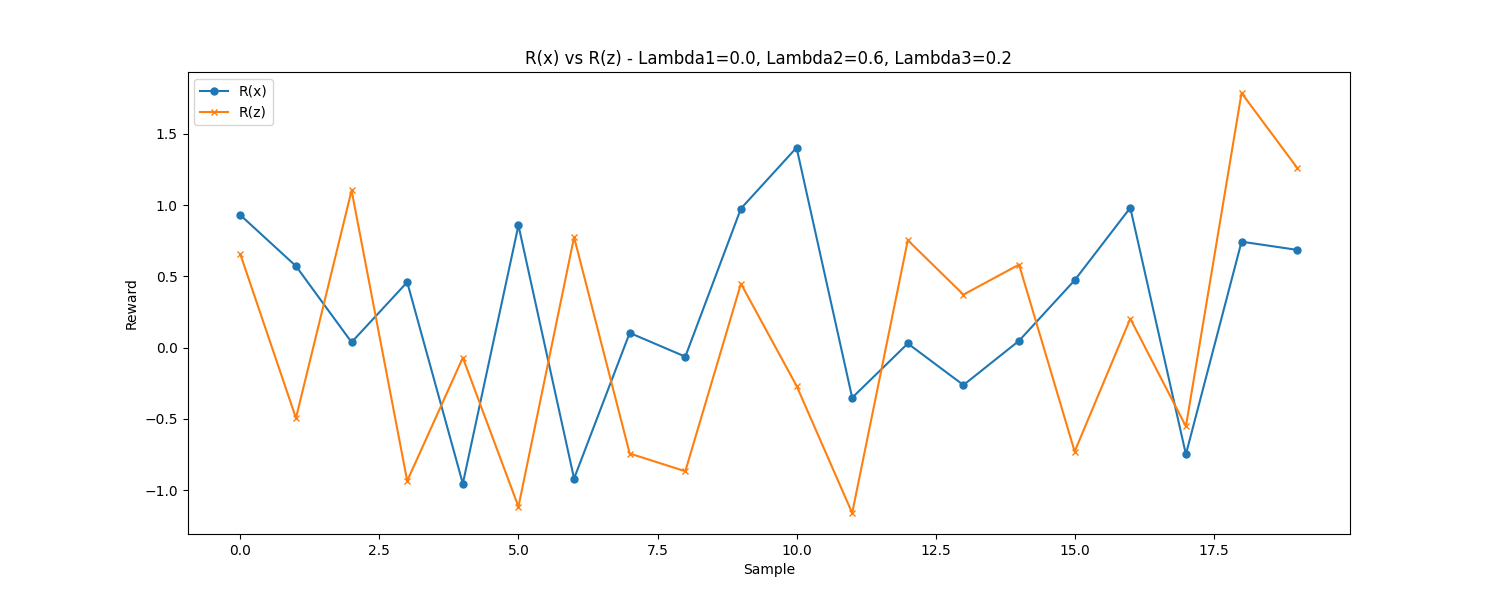 R(x) vs R(z) - Lambda1=0.0, Lambda2=0.6, Lambda3=0.2
R(x)
R(z)
Reward
1.5
1.0
0.5
0.0
−0.5
−1.0
0.0 2.5 5.0 7.5 10.0 12.5 15.0 17.5
Sample